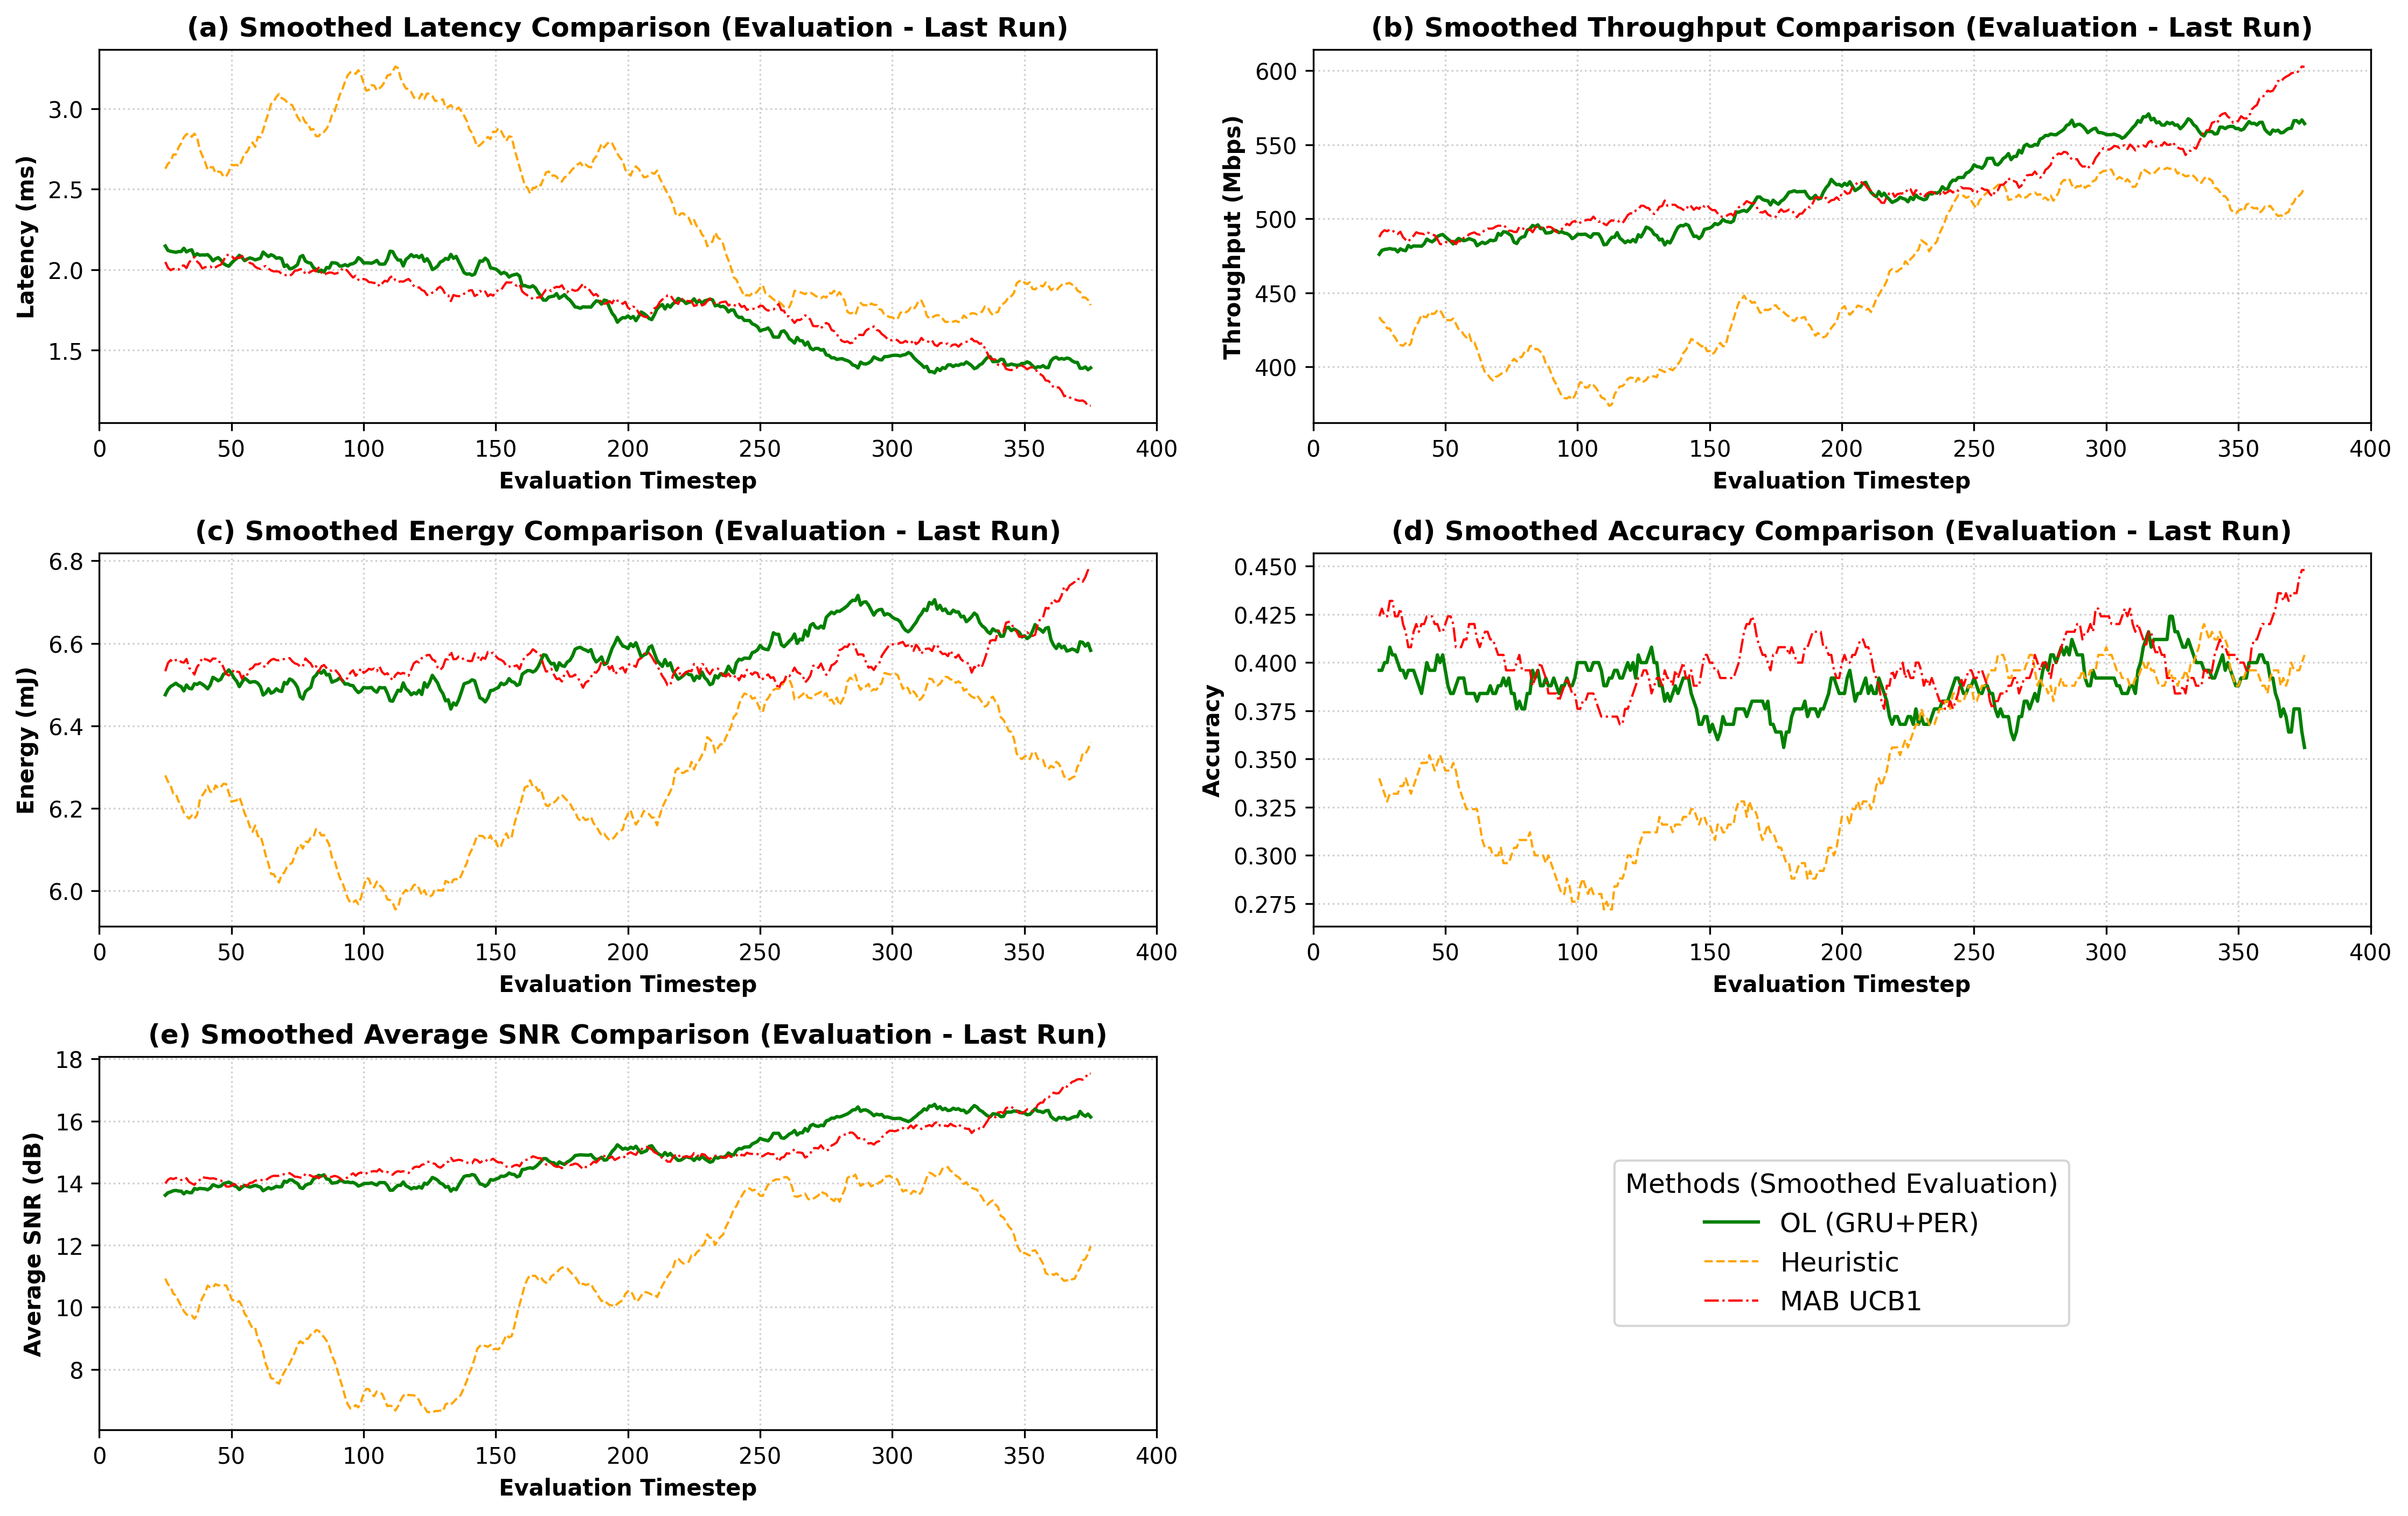 (a) Smoothed Latency Comparison (Evaluation - Last Run)
3.0
2.5
2.0
1.5
Latency (ms)
0 50 100 150 200 250 300 350 400
Evaluation Timestep
(b) Smoothed Throughput Comparison (Evaluation - Last Run)
600
550
500
450
400
Throughput (Mbps)
0 50 100 150 200 250 300 350 400
Evaluation Timestep
(c) Smoothed Energy Comparison (Evaluation - Last Run)
6.8
6.6
6.4
6.2
6.0
Energy (mJ)
0 50 100 150 200 250 300 350 400
Evaluation Timestep
(d) Smoothed Accuracy Comparison (Evaluation - Last Run)
0.450
0.425
0.400
0.375
0.350
0.325
0.300
0.275
Accuracy
0 50 100 150 200 250 300 350 400
Evaluation Timestep
(e) Smoothed Average SNR Comparison (Evaluation - Last Run)
18
16
14
12
10
8
Average SNR (dB)
0 50 100 150 200 250 300 350 400
Evaluation Timestep
Methods (Smoothed Evaluation)
OL (GRU+PER)
Heuristic
MAB UCB1